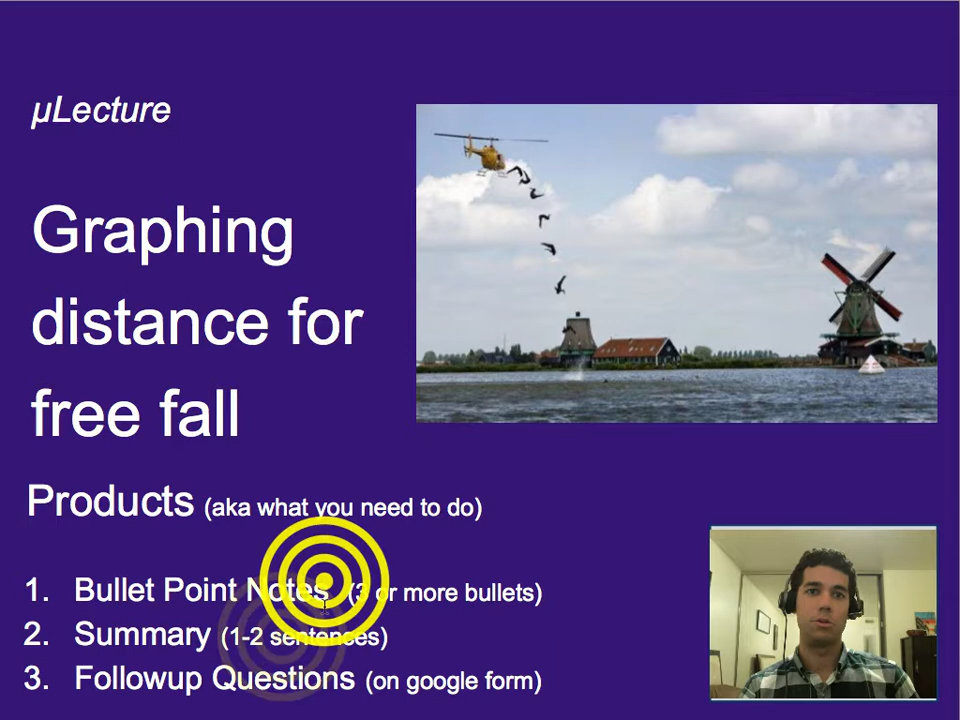 µLecture
Graphing
distance for
free fall
Products (aka what you need to do)
1. Bullet Point Notes (3 or more bullets)
2. Summary (1-2 sentences)
3. Followup Questions (on google form)